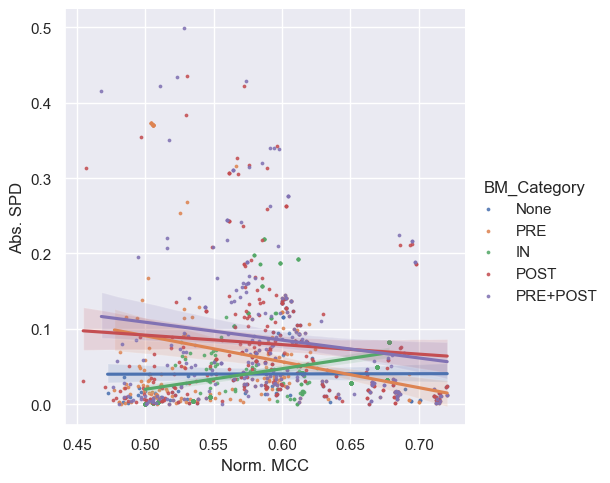 0.5
0.4
0.3
0.2
0.1
0.0
Abs. SPD
0.45 0.50 0.55 0.60 0.65 0.70
Norm. MCC
BM_Category
None
PRE
IN
POST
PRE+POST